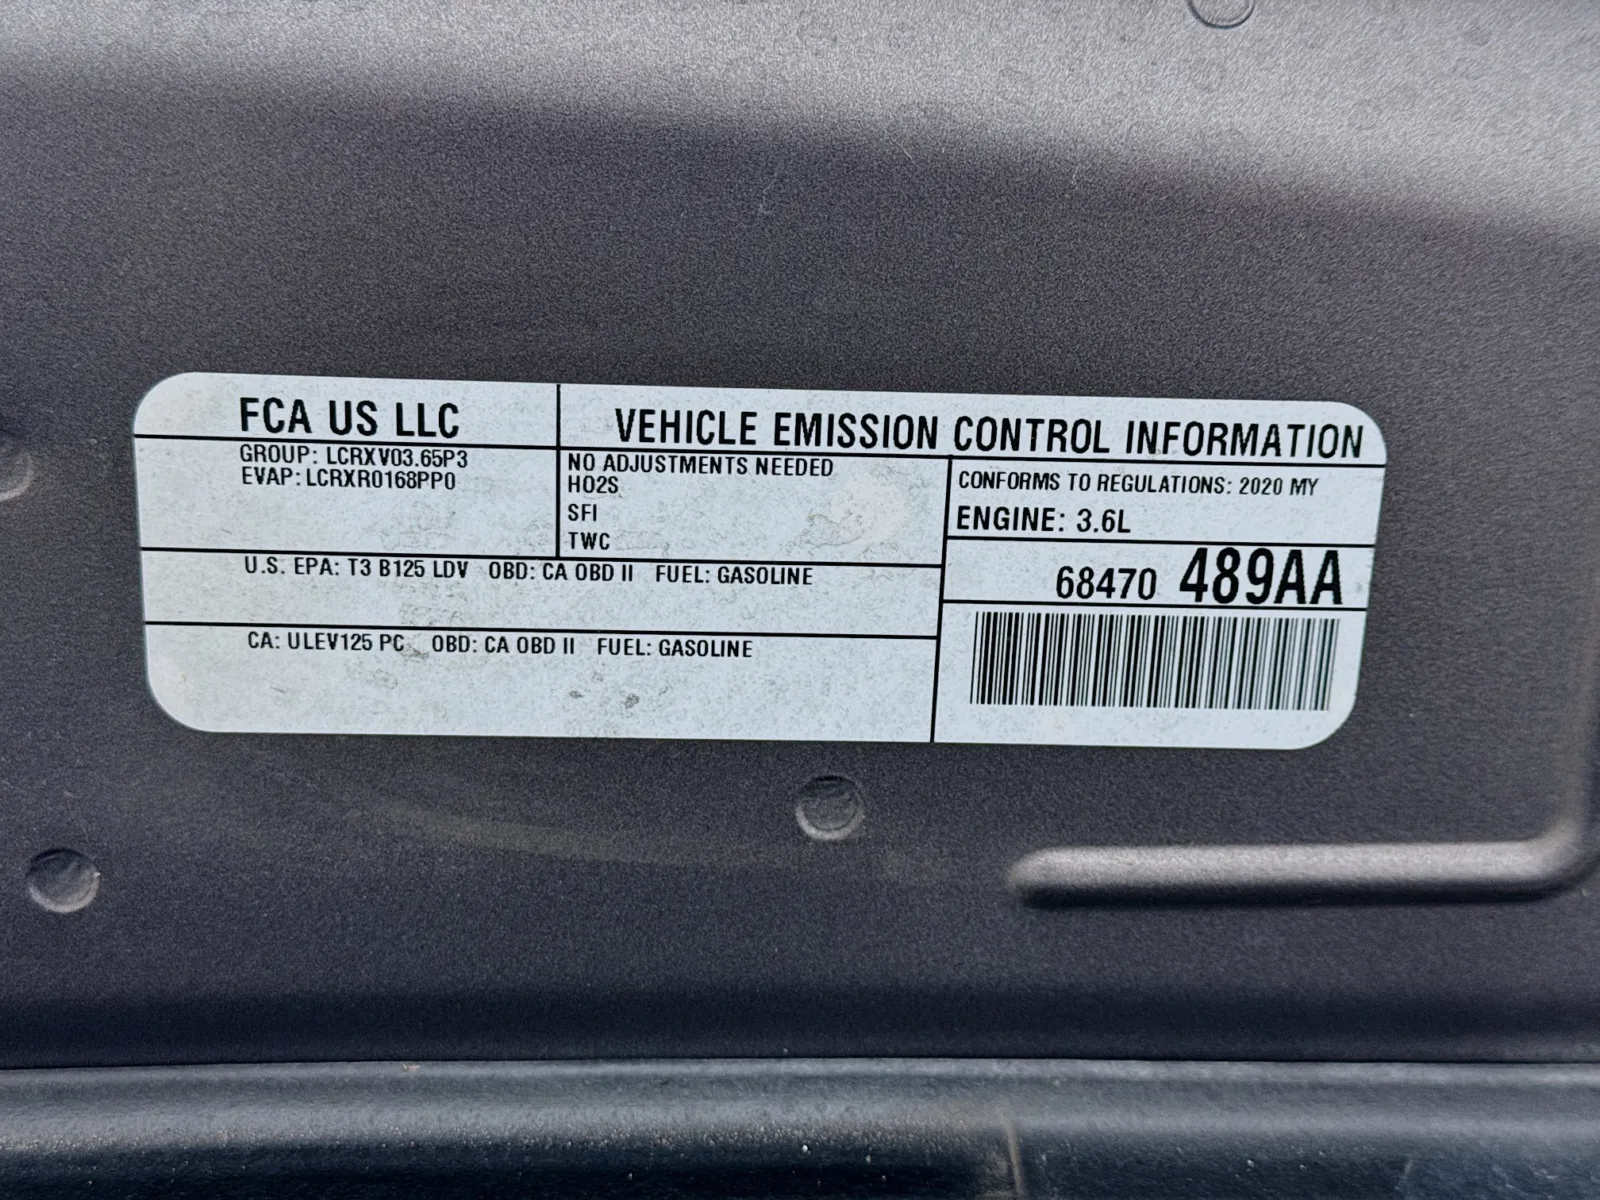 FCA US LLC
VEHICLE EMISSION CONTROL INFORMATION
GROUP: LCRXV03.65P3
EVAP: LCRXR0168PP0
NO ADJUSTMENTS NEEDED
HO2S
SFI
TWC
CONFORMS TO REGULATIONS: 2020 MY
ENGINE: 3.6L
U.S. EPA: T3 B125 LDV OBD: CA OBD II FUEL: GASOLINE
68470 489AA
CA: ULEV125 PC OBD: CA OBD II FUEL: GASOLINE